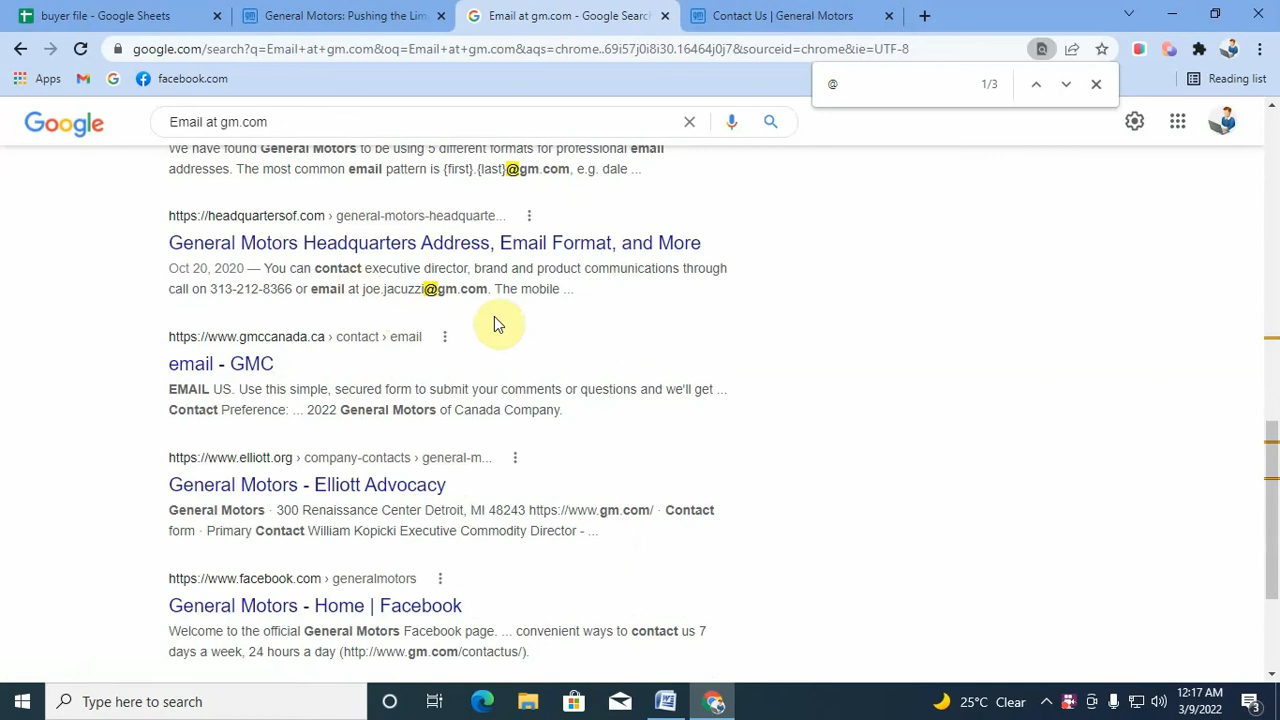 buyer file - Google Sheets
General Motors: Pushing the Lim
Email at gm.com - Google Searc
Contact Us | General Motors
google.com/search?q=Email+at+gm.com&oq=Email+at+gm.com&aqs=chrome..69i57j0i8i30.16464j0j7&sourceid=chrome&ie=UTF-8
Apps
facebook.com
@ 1/3
Reading list
Google
Email at gm.com
We have found General Motors to be using 5 different formats for professional email
addresses. The most common email pattern is {first}.{last}@gm.com, e.g. dale ...
https://headquartersof.com › general-motors-headquarte...
General Motors Headquarters Address, Email Format, and More
Oct 20, 2020 — You can contact executive director, brand and product communications through
call on 313-212-8366 or email at joe.jacuzzi@gm.com. The mobile ...
https://www.gmccanada.ca › contact › email
email - GMC
EMAIL US. Use this simple, secured form to submit your comments or questions and we'll get ...
Contact Preference: ... 2022 General Motors of Canada Company.
https://www.elliott.org › company-contacts › general-m...
General Motors - Elliott Advocacy
General Motors · 300 Renaissance Center Detroit, MI 48243 https://www.gm.com/ · Contact
form · Primary Contact William Kopicki Executive Commodity Director - ...
https://www.facebook.com › generalmotors
General Motors - Home | Facebook
Welcome to the official General Motors Facebook page. ... convenient ways to contact us 7
days a week, 24 hours a day (http://www.gm.com/contactus/).
Type here to search
25°C Clear
12:17 AM
3/9/2022
3